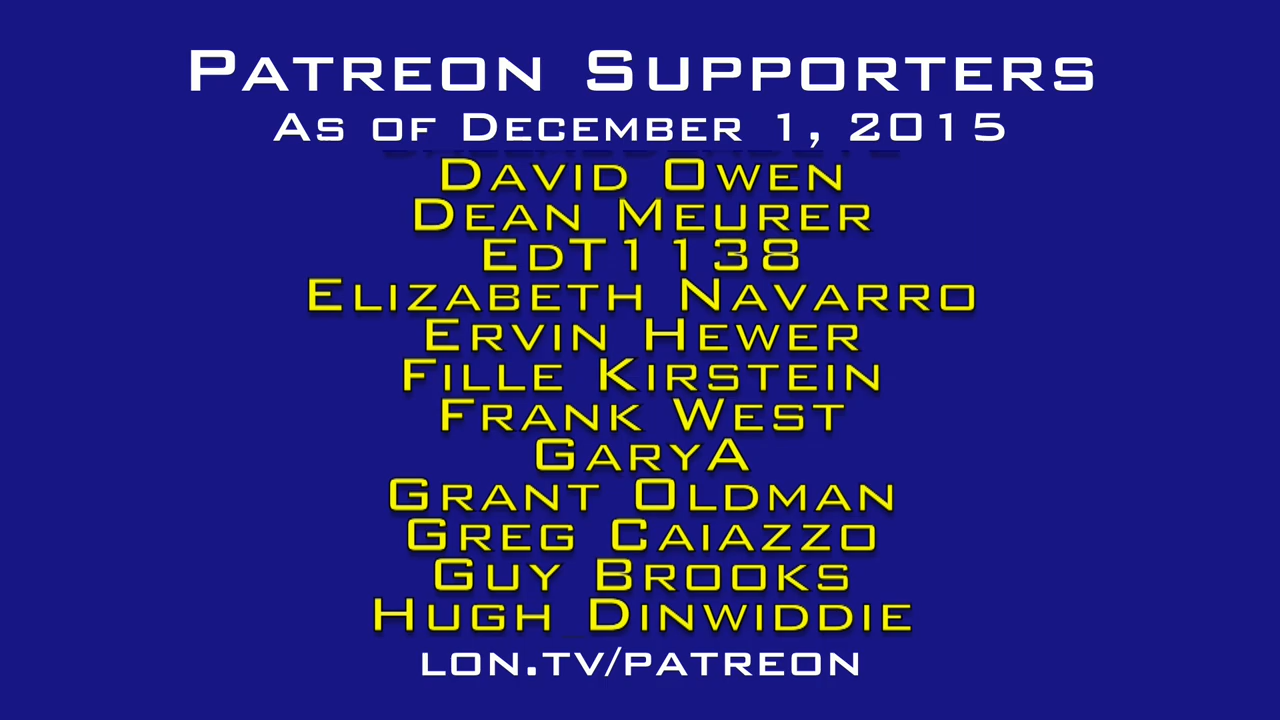 Patreon Supporters
As of December 1, 2015
David Owen
Dean Meurer
EdT1138
Elizabeth Navarro
Ervin Hewer
Fille Kirstein
Frank West
GaryA
Grant Oldman
Greg Caiazzo
Guy Brooks
Hugh Dinwiddie
lon.tv/patreon